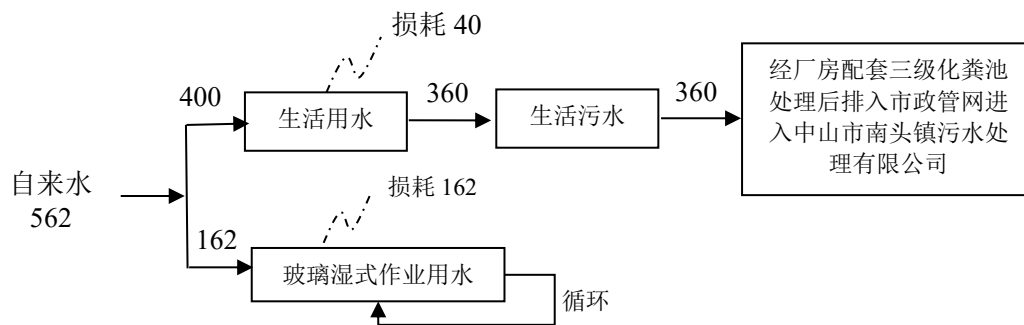 损耗 40
400
生活用水
360
生活污水
360
经厂房配套三级化粪池
处理后排入市政管网进
入中山市南头镇污水处
理有限公司
自来水
562
损耗 162
162
玻璃湿式作业用水
循环